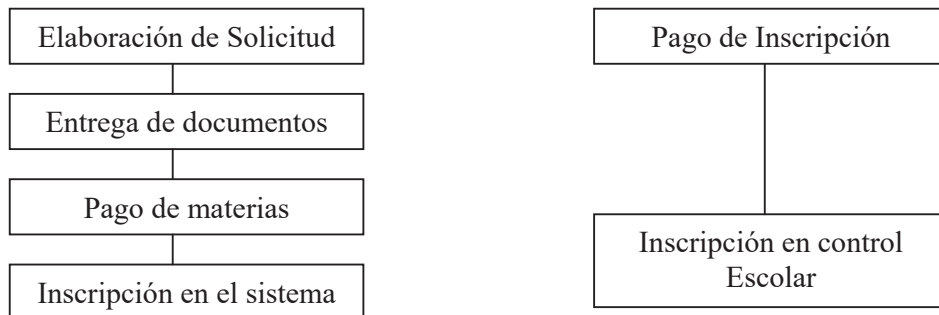 Elaboración de Solicitud
Entrega de documentos
Pago de materias
Inscripción en el sistema
Pago de Inscripción
Inscripción en control
Escolar